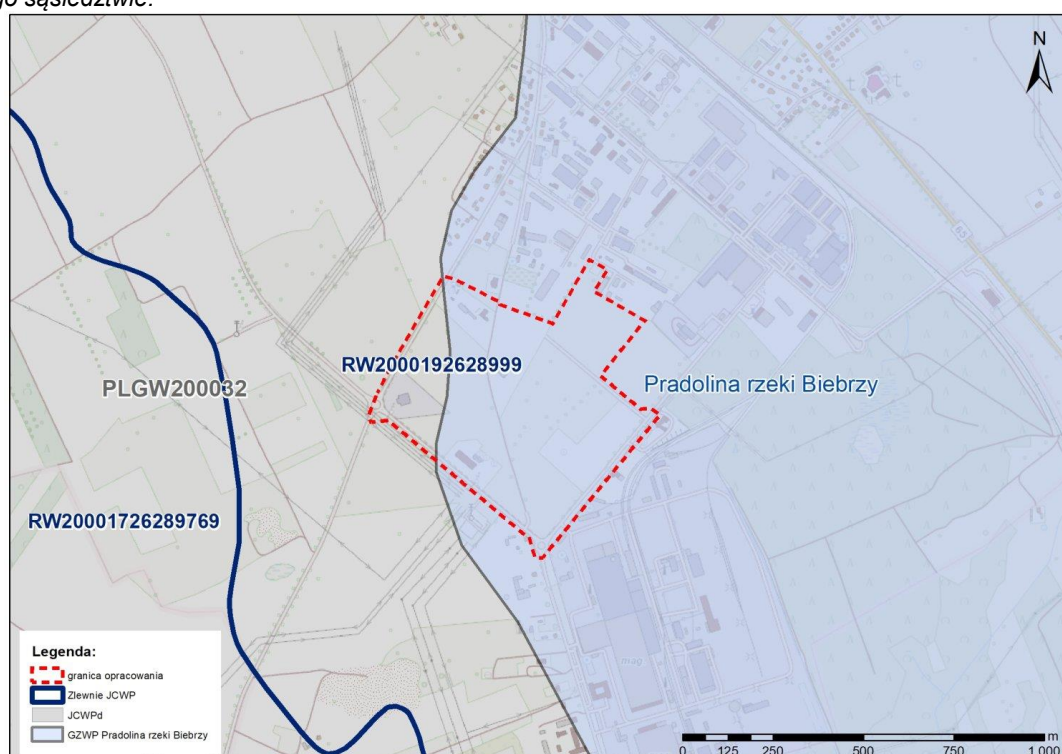 go sąsiedztwie.
N
63
RW2000192628999
PLGW200032
Pradolina rzeki Biebrzy
RW20001726289769
mag
Legenda:
granica opracowania
Zlewnie JCWP
JCWPd
GZWP Pradolina rzeki Biebrzy
m
0 125 250 500 750 1 000